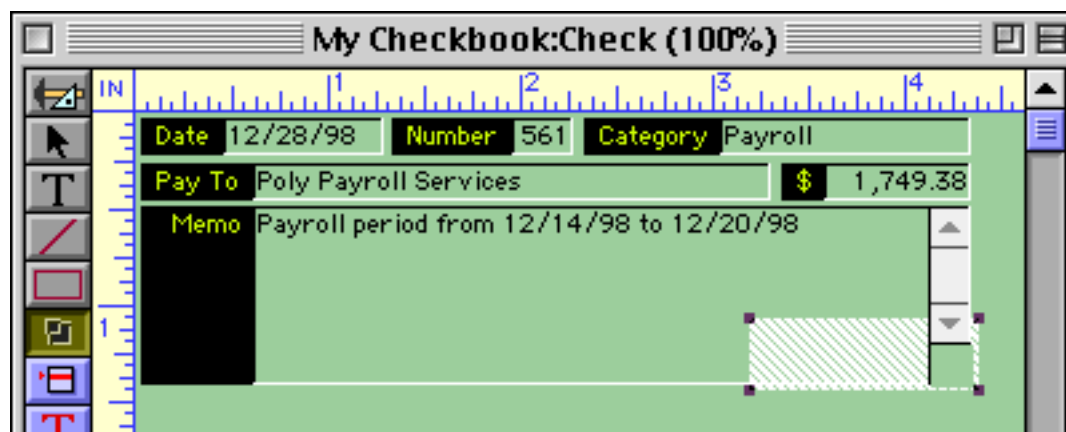 My Checkbook:Check (100%)
IN 1 2 3 4
Date 12/28/98 Number 561 Category Payroll
T Pay To Poly Payroll Services $ 1,749.38
Memo Payroll period from 12/14/98 to 12/20/98
1
T